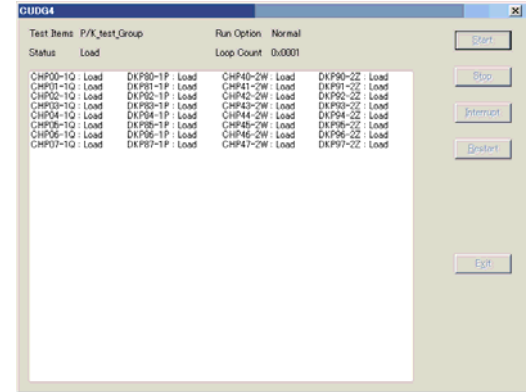 CUDG4
Test Items P/K_test_Group Run Option Normal
Status Load Loop Count 0x0001
CHP00-1Q : Load DKP80-1P : Load CHP40-2W : Load DKP90-2Z : Load
CHP01-1Q : Load DKP81-1P : Load CHP41-2W : Load DKP91-2Z : Load
CHP02-1Q : Load DKP82-1P : Load CHP42-2W : Load DKP92-2Z : Load
CHP03-1Q : Load DKP83-1P : Load CHP43-2W : Load DKP93-2Z : Load
CHP04-1Q : Load DKP84-1P : Load CHP44-2W : Load DKP94-2Z : Load
CHP05-1Q : Load DKP85-1P : Load CHP45-2W : Load DKP95-2Z : Load
CHP06-1Q : Load DKP86-1P : Load CHP46-2W : Load DKP96-2Z : Load
CHP07-1Q : Load DKP87-1P : Load CHP47-2W : Load DKP97-2Z : Load
Start
Stop
Interrupt
Restart
Exit